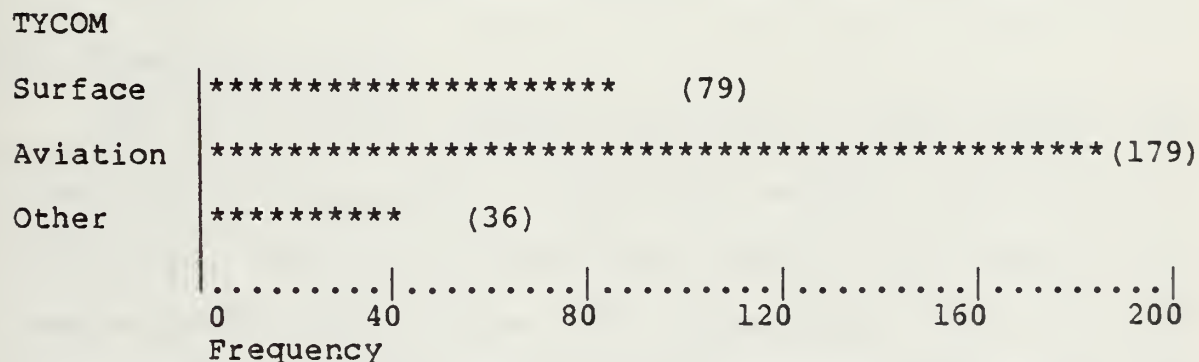 TYCOM
Surface |********************* (79)
Aviation |**********************************************(179)
Other |********** (36)
|.........|.........|.........|.........|.........|
0 40 80 120 160 200
Frequency